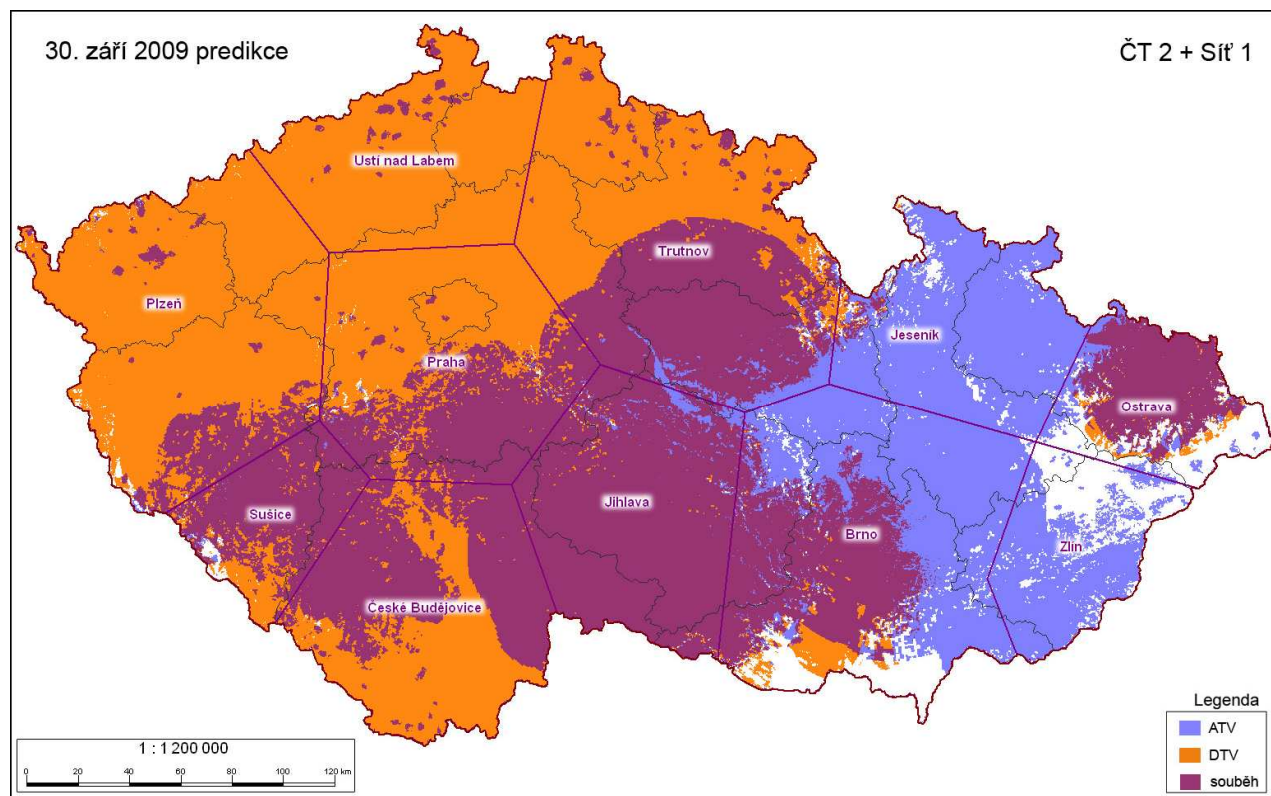 30. září 2009 predikce
ČT 2 + Síť 1
Ustí nad Labem
Trutnov
Plzeň
Jeseník
Praha
Ostrava
Sušice
Jihlava
Brno
Zlín
České Budějovice
Legenda
ATV
DTV
souběh
1 : 1 200 000
0 20 40 60 80 100 120 km